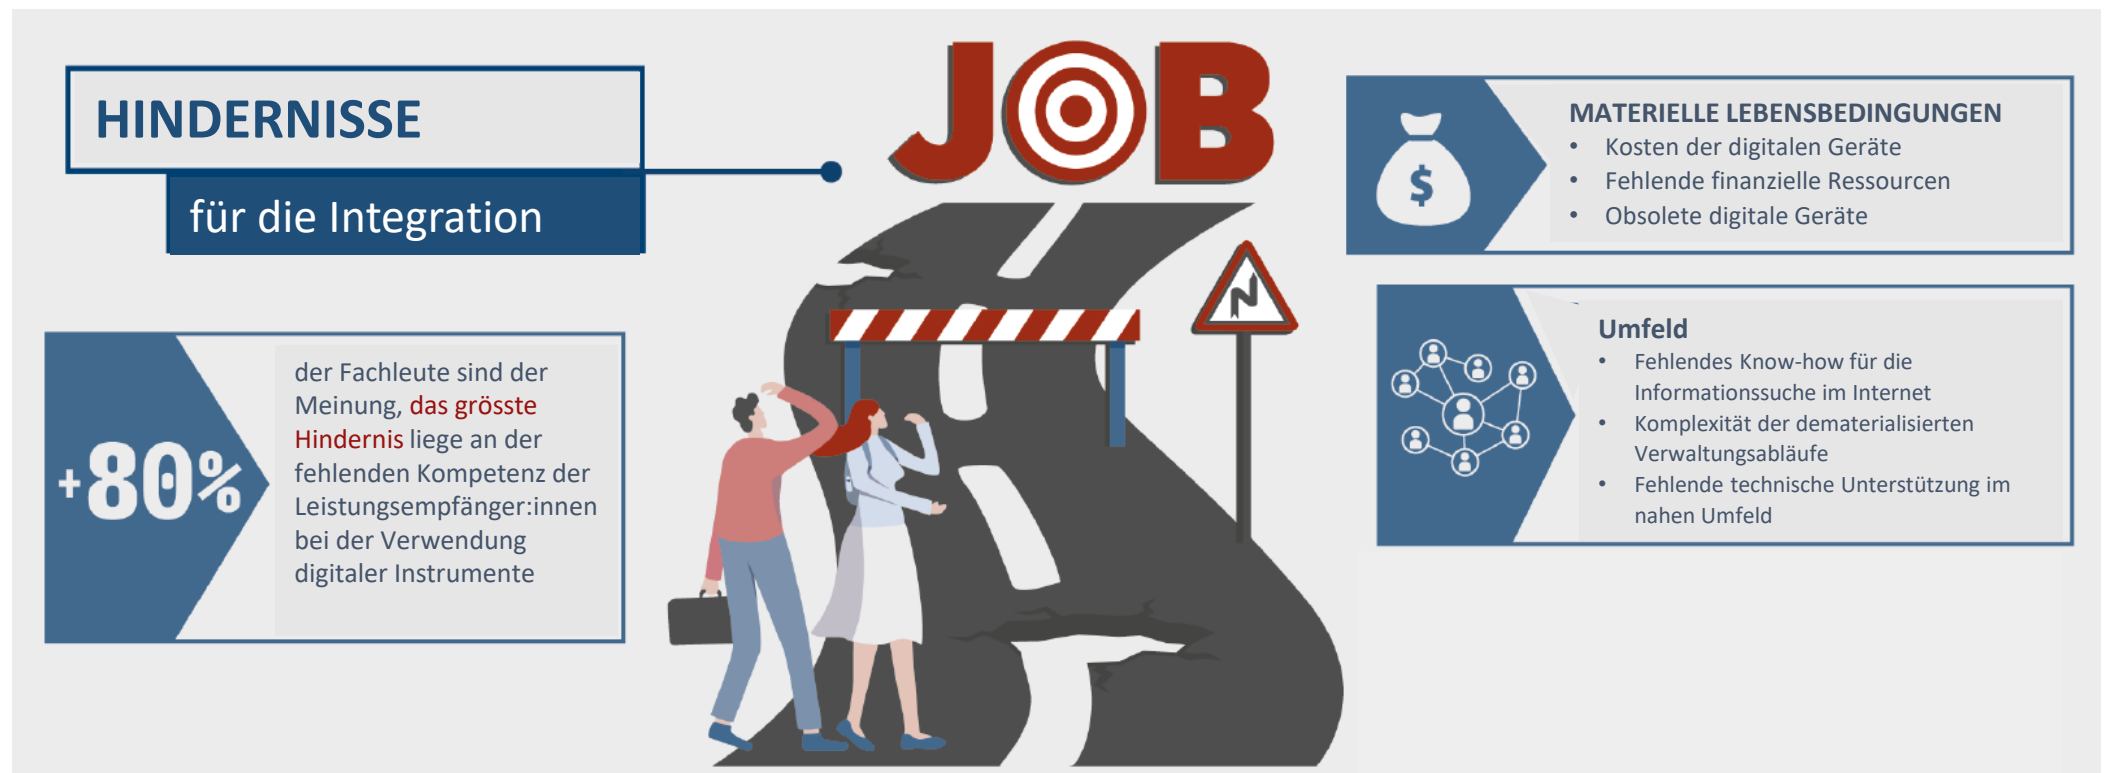 HINDERNISSE
für die Integration
+80%
der Fachleute sind der
Meinung, das grösste
Hindernis liege an der
fehlenden Kompetenz der
Leistungsempfänger:innen
bei der Verwendung
digitaler Instrumente
JOB
$
MATERIELLE LEBENSBEDINGUNGEN
• Kosten der digitalen Geräte
• Fehlende finanzielle Ressourcen
• Obsolete digitale Geräte
Umfeld
• Fehlendes Know-how für die
Informationssuche im Internet
• Komplexität der dematerialisierten
Verwaltungsabläufe
• Fehlende technische Unterstützung im
nahen Umfeld